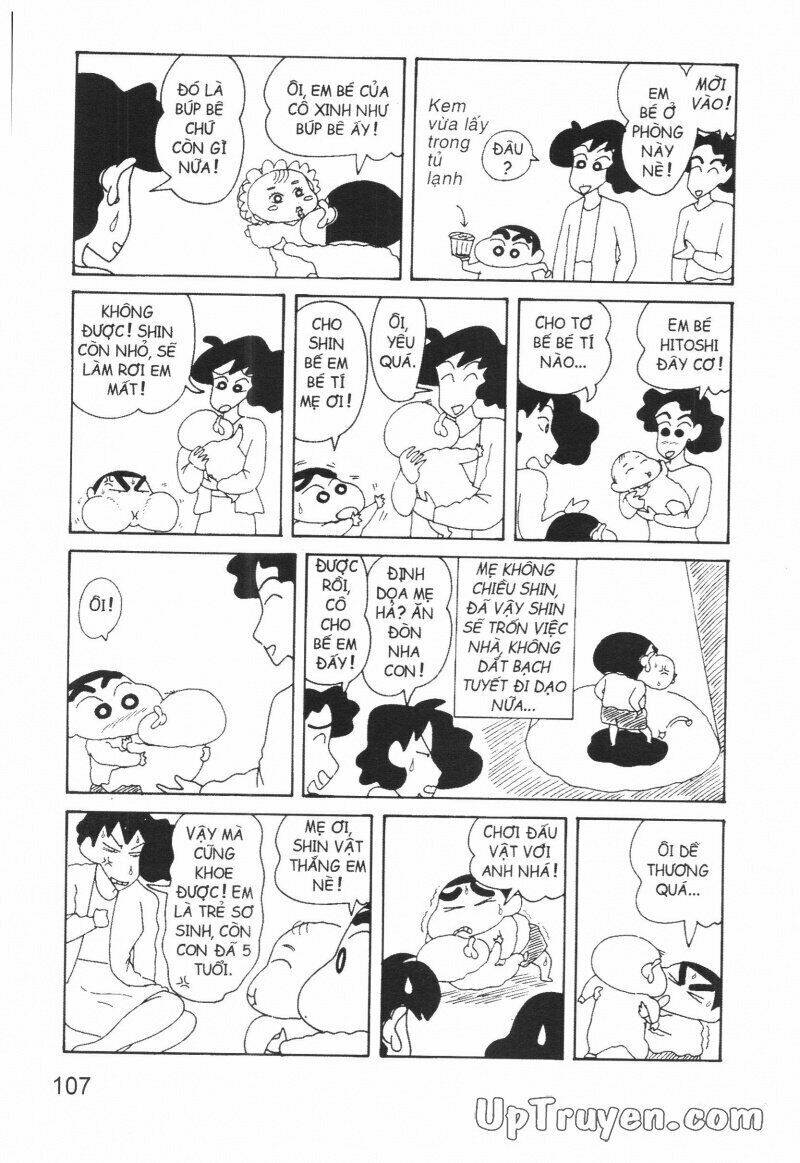 MỜI
VÀO!
EM
BÉ Ở
PHÒNG
NÀY
NÈ!
ĐÂU
?
Kem
vừa lấy
trong
tủ
lạnh
ÔI, EM BÉ CỦA
CÔ XINH NHƯ
BÚP BÊ ẤY!
ĐÓ LÀ
BÚP BÊ
CHỨ
CÒN GÌ
NỮA!
EM BÉ
HITOSHI
ĐÂY CƠ!
CHO TỚ
BẾ BÉ TÍ
NÀO...
ÔI,
YÊU
QUÁ.
CHO
SHIN
BẾ EM
BÉ TÍ
MẸ ƠI!
KHÔNG
ĐƯỢC! SHIN
CÒN NHỎ, SẼ
LÀM RƠI EM
MẤT!
MẸ KHÔNG
CHIỀU SHIN,
ĐÃ VẬY SHIN
SẼ TRỐN VIỆC
NHÀ, KHÔNG
DẮT BẠCH
TUYẾT ĐI DẠO
NỮA...
ĐỊNH
DỌA MẸ
HẢ? ĂN
ĐÒN
NHA
CON!
ĐƯỢC
RỒI,
CÔ
CHO
BẾ EM
ĐẤY!
ÔI!
ÔI DỄ
THƯƠNG
QUÁ...
CHƠI ĐẤU
VẬT VỚI
ANH NHÁ!
MẸ ƠI,
SHIN VẬT
THẮNG EM
NÈ!
VẬY MÀ
CŨNG
KHOE
ĐƯỢC! EM
LÀ TRẺ SƠ
SINH, CÒN
CON ĐÃ 5
TUỔI.
107
UpTruyen.com